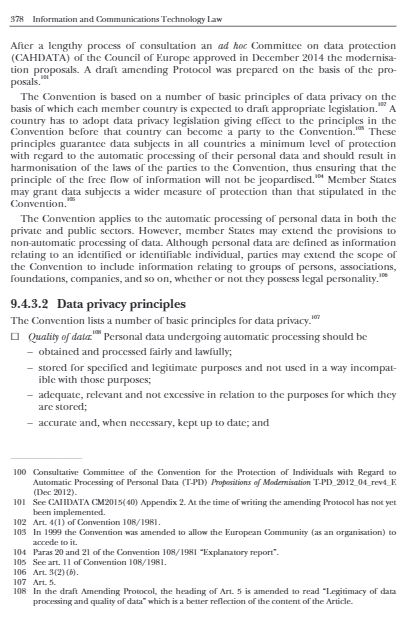 378 Information and Communications Technology Law
After a lengthy process of consultation an ad hoc Committee on data protection
(CAHDATA) of the Council of Europe approved in December 2014 the modernisa-
tion proposals. A draft amending Protocol was prepared on the basis of the pro-
posals.101
The Convention is based on a number of basic principles of data privacy on the
basis of which each member country is expected to draft appropriate legislation.102 A
country has to adopt data privacy legislation giving effect to the principles in the
Convention before that country can become a party to the Convention.103 These
principles guarantee data subjects in all countries a minimum level of protection
with regard to the automatic processing of their personal data and should result in
harmonisation of the laws of the parties to the Convention, thus ensuring that the
principle of the free flow of information will not be jeopardised.104 Member States
may grant data subjects a wider measure of protection than that stipulated in the
Convention.105
The Convention applies to the automatic processing of personal data in both the
private and public sectors. However, member States may extend the provisions to
non-automatic processing of data. Although personal data are defined as information
relating to an identified or identifiable individual, parties may extend the scope of
the Convention to include information relating to groups of persons, associations,
foundations, companies, and so on, whether or not they possess legal personality.106
9.4.3.2 Data privacy principles
The Convention lists a number of basic principles for data privacy.107
□ Quality of data:108 Personal data undergoing automatic processing should be
– obtained and processed fairly and lawfully;
– stored for specified and legitimate purposes and not used in a way incompat-
ible with those purposes;
– adequate, relevant and not excessive in relation to the purposes for which they
are stored;
– accurate and, when necessary, kept up to date; and
100 Consultative Committee of the Convention for the Protection of Individuals with Regard to
Automatic Processing of Personal Data (T-PD) Propositions of Modernisation T-PD_2012_04_rev4_E
(Dec 2012).
101 See CAHDATA CM2015(40) Appendix 2. At the time of writing the amending Protocol has not yet
been implemented.
102 Art. 4(1) of Convention 108/1981.
103 In 1999 the Convention was amended to allow the European Community (as an organisation) to
accede to it.
104 Paras 20 and 21 of the Convention 108/1981 “Explanatory report”.
105 See art. 11 of Convention 108/1981.
106 Art. 3(2)(b).
107 Art. 5.
108 In the draft Amending Protocol, the heading of Art. 5 is amended to read “Legitimacy of data
processing and quality of data” which is a better reflection of the content of the Article.